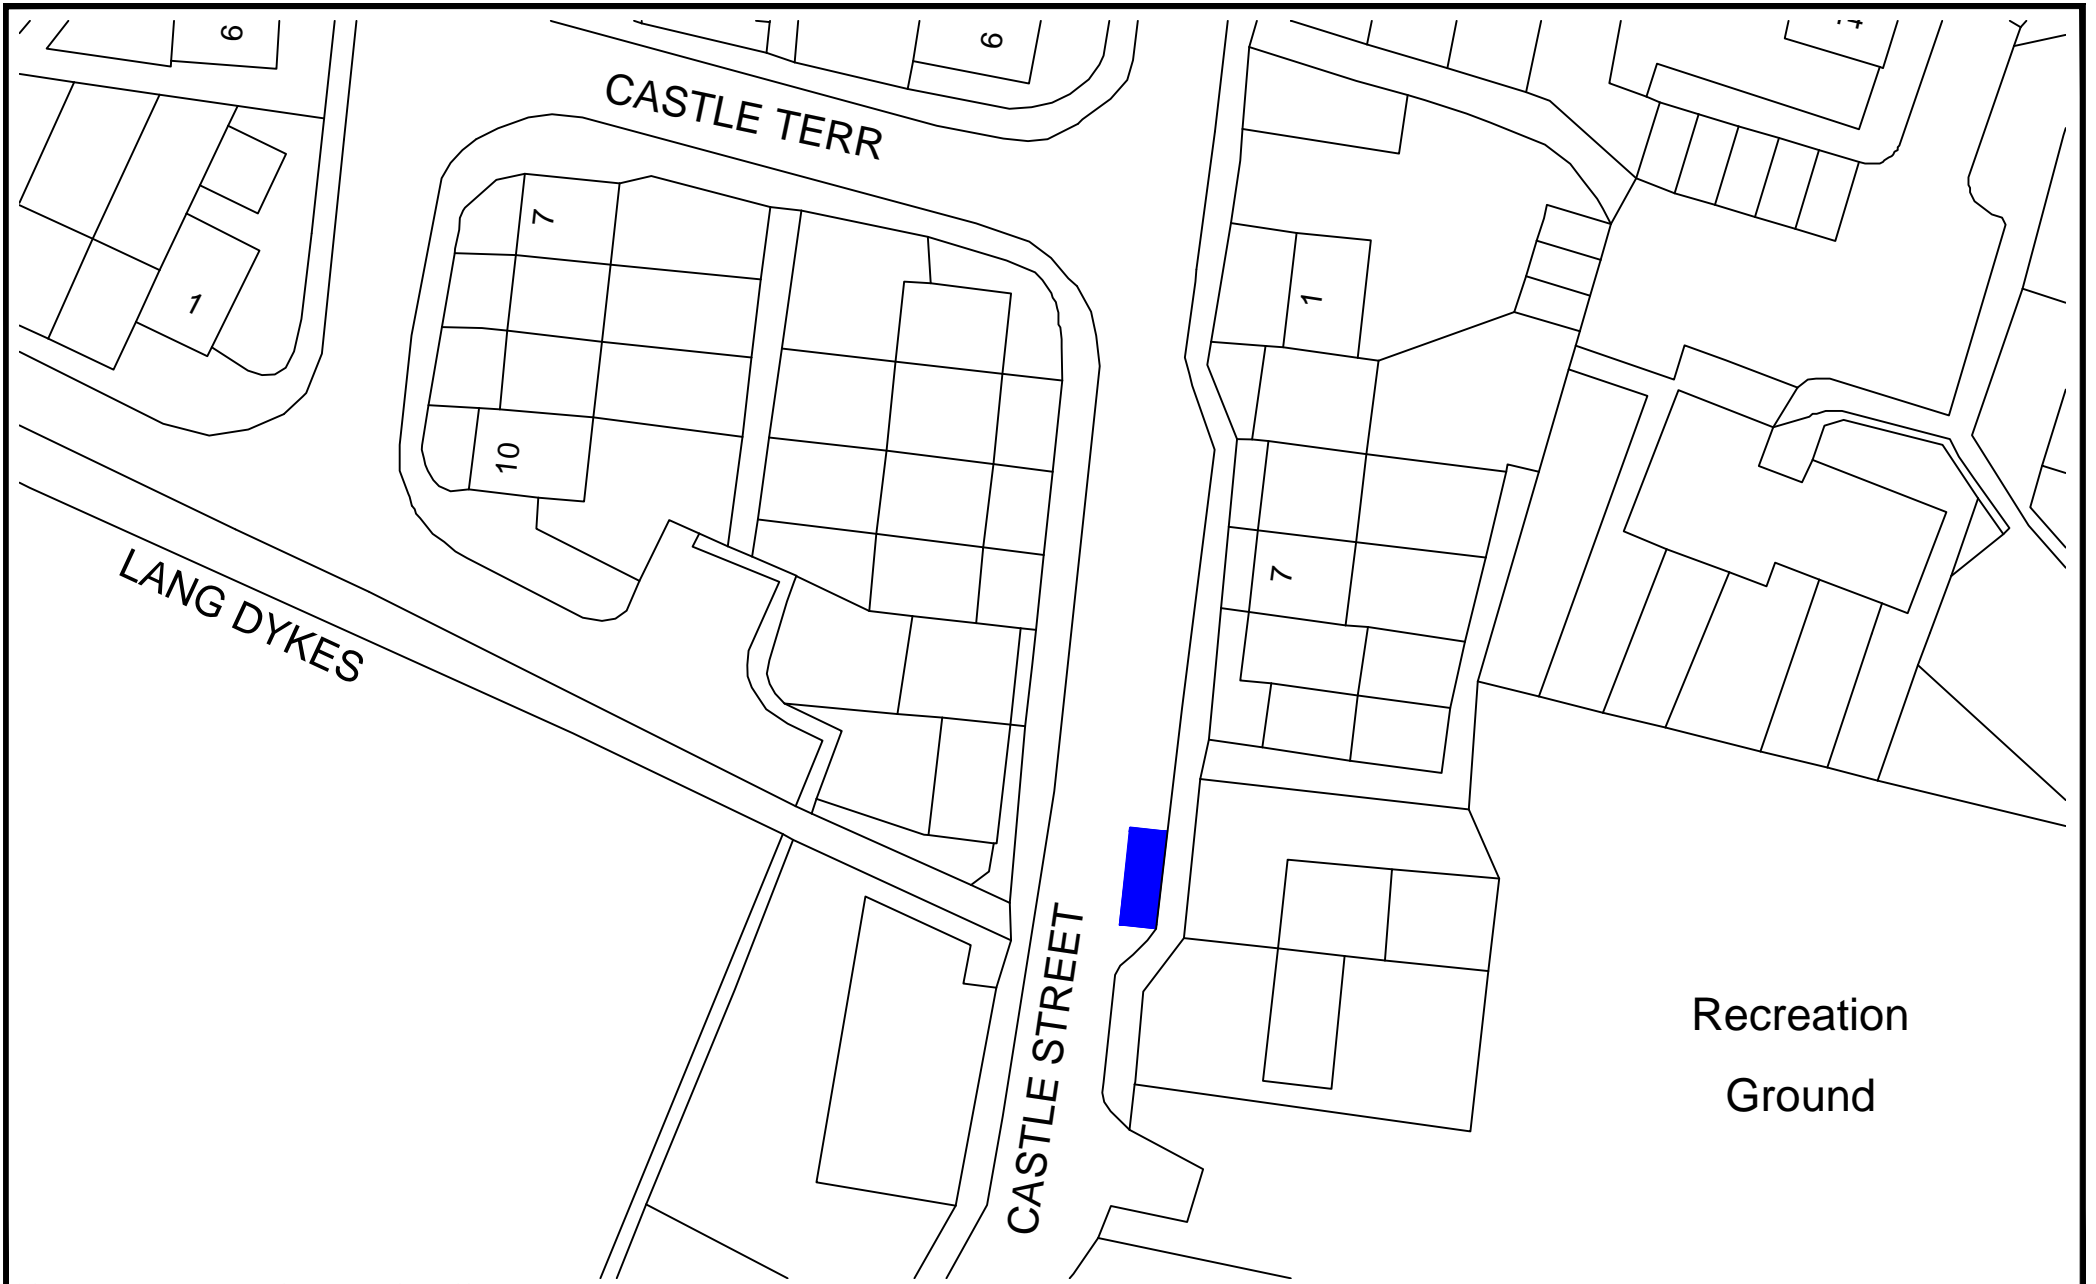 6
6
CASTLE TERR
7
1
1
10
LANG DYKES
7
CASTLE STREET
Recreation
Ground